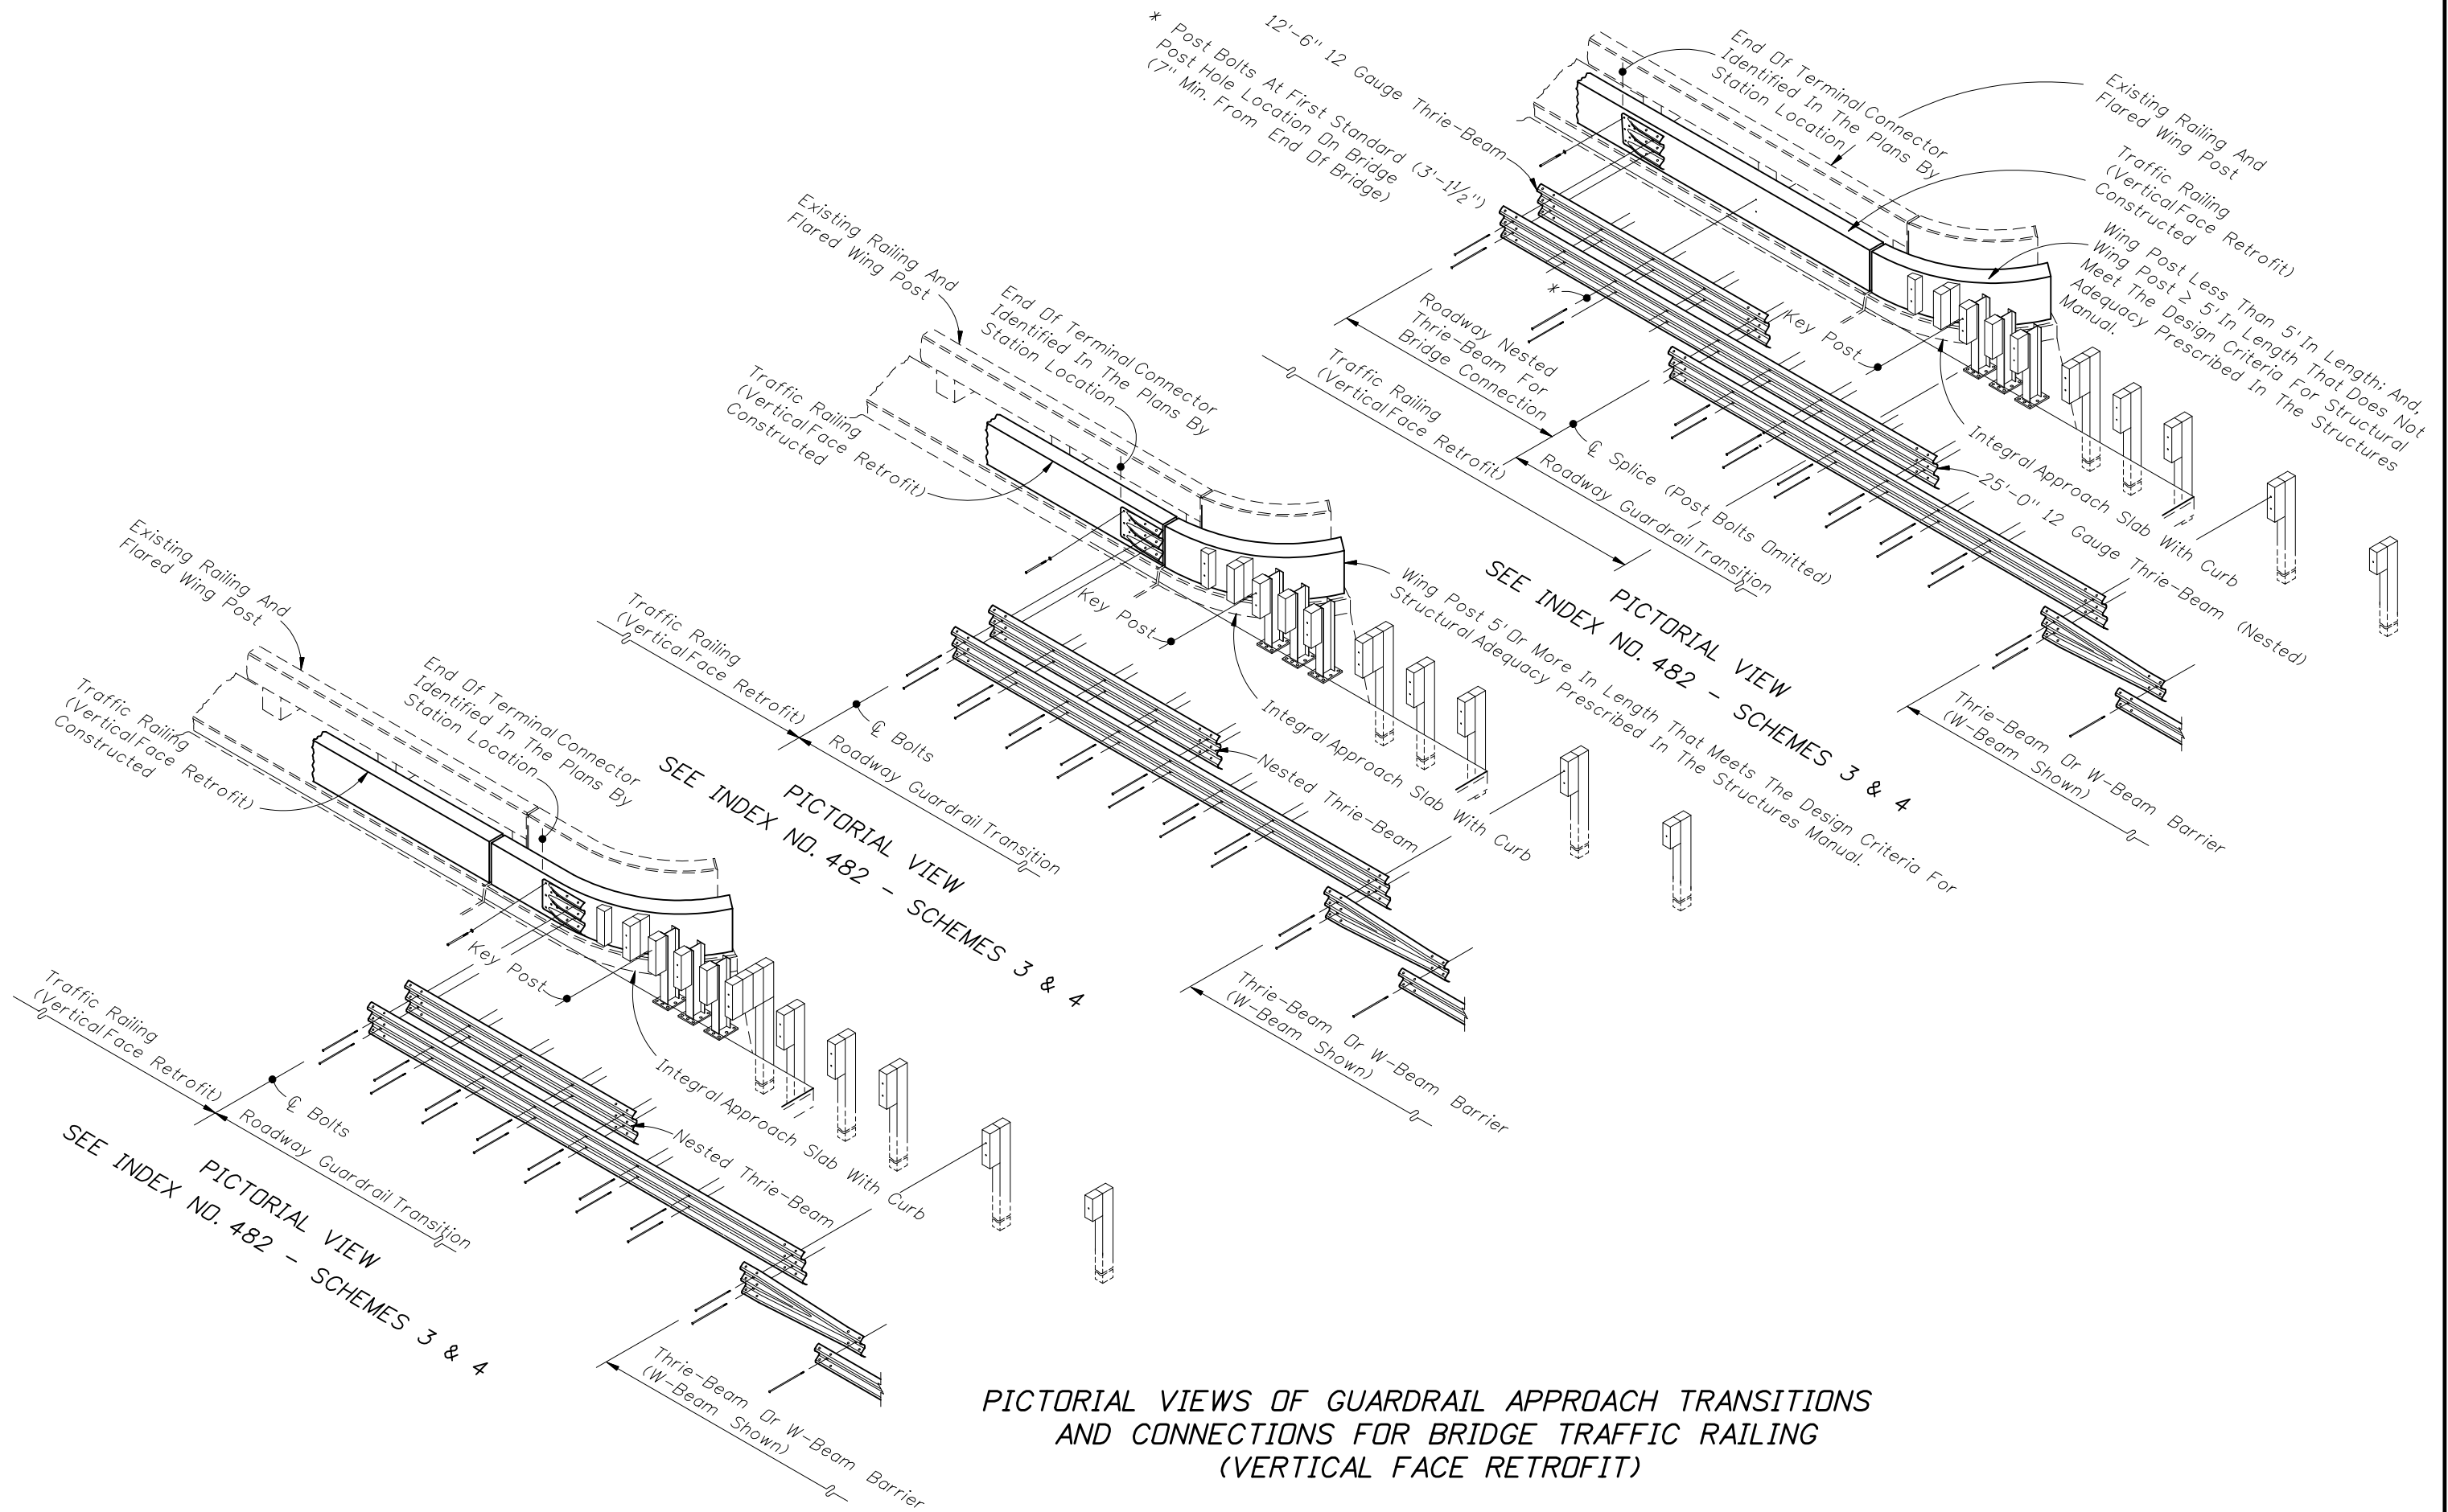 * Post Bolts At First Standard (3'-1½")
Post Hole Location On Bridge
(7" Min. From End Of Bridge)
12'-6" 12 Gauge Thrie-Beam
End Of Terminal Connector
Identified In The Plans By
Station Location
Existing Railing And
Flared Wing Post
Traffic Railing
(Vertical Face Retrofit)
Constructed
Wing Post Less Than 5' In Length; And,
Wing Post ≥ 5' In Length That Does Not
Meet The Design Criteria For Structural
Adequacy Prescribed In The Structures
Manual.
*
Key Post
Roadway Nested
Thrie-Beam For
Bridge Connection
Traffic Railing
(Vertical Face Retrofit)
℄ Splice (Post Bolts Omitted)
Roadway Guardrail Transition
Integral Approach Slab With Curb
25'-0" 12 Gauge Thrie-Beam (Nested)
Thrie-Beam Or W-Beam Barrier
(W-Beam Shown)
PICTORIAL VIEW
SEE INDEX NO. 482 - SCHEMES 3 & 4
Existing Railing And
Flared Wing Post
End Of Terminal Connector
Identified In The Plans By
Station Location
Traffic Railing
(Vertical Face Retrofit)
Constructed
Key Post
Wing Post 5' Or More In Length That Meets The Design Criteria For
Structural Adequacy Prescribed In The Structures Manual.
Traffic Railing
(Vertical Face Retrofit)
℄ Bolts
Roadway Guardrail Transition
Integral Approach Slab With Curb
Nested Thrie-Beam
Thrie-Beam Or W-Beam Barrier
(W-Beam Shown)
PICTORIAL VIEW
SEE INDEX NO. 482 - SCHEMES 3 & 4
Existing Railing And
Flared Wing Post
End Of Terminal Connector
Identified In The Plans By
Station Location
Traffic Railing
(Vertical Face Retrofit)
Constructed
Key Post
Traffic Railing
(Vertical Face Retrofit)
℄ Bolts
Roadway Guardrail Transition
Integral Approach Slab With Curb
Nested Thrie-Beam
Thrie-Beam Or W-Beam Barrier
(W-Beam Shown)
PICTORIAL VIEW
SEE INDEX NO. 482 - SCHEMES 3 & 4
PICTORIAL VIEWS OF GUARDRAIL APPROACH TRANSITIONS
AND CONNECTIONS FOR BRIDGE TRAFFIC RAILING
(VERTICAL FACE RETROFIT)